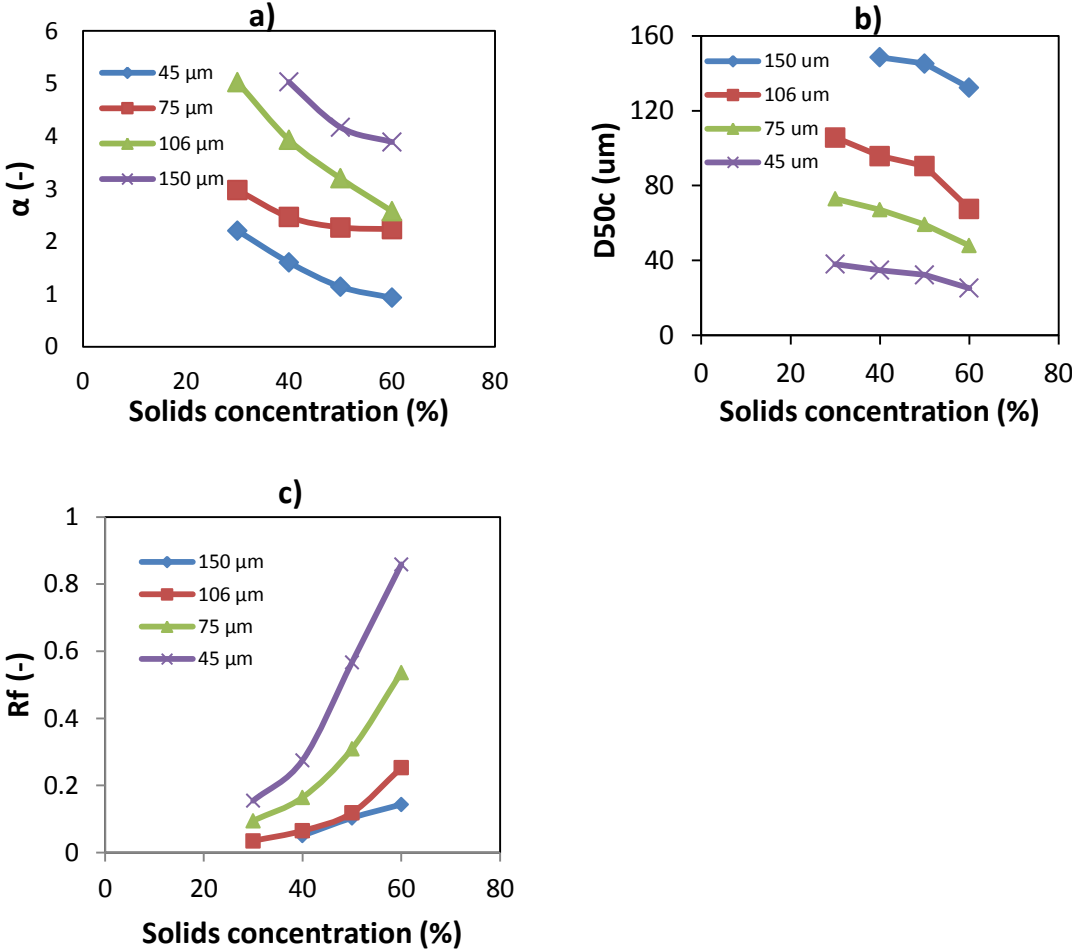 a)
6
5
4
3
2
1
0
α (-)
45 µm
75 µm
106 µm
150 µm
0 20 40 60 80
Solids concentration (%)
b)
160
120
80
40
0
D50c (um)
150 um
106 um
75 um
45 um
0 20 40 60 80
Solids concentration (%)
c)
1
0.8
0.6
0.4
0.2
0
Rf (-)
150 µm
106 µm
75 µm
45 µm
0 20 40 60 80
Solids concentration (%)